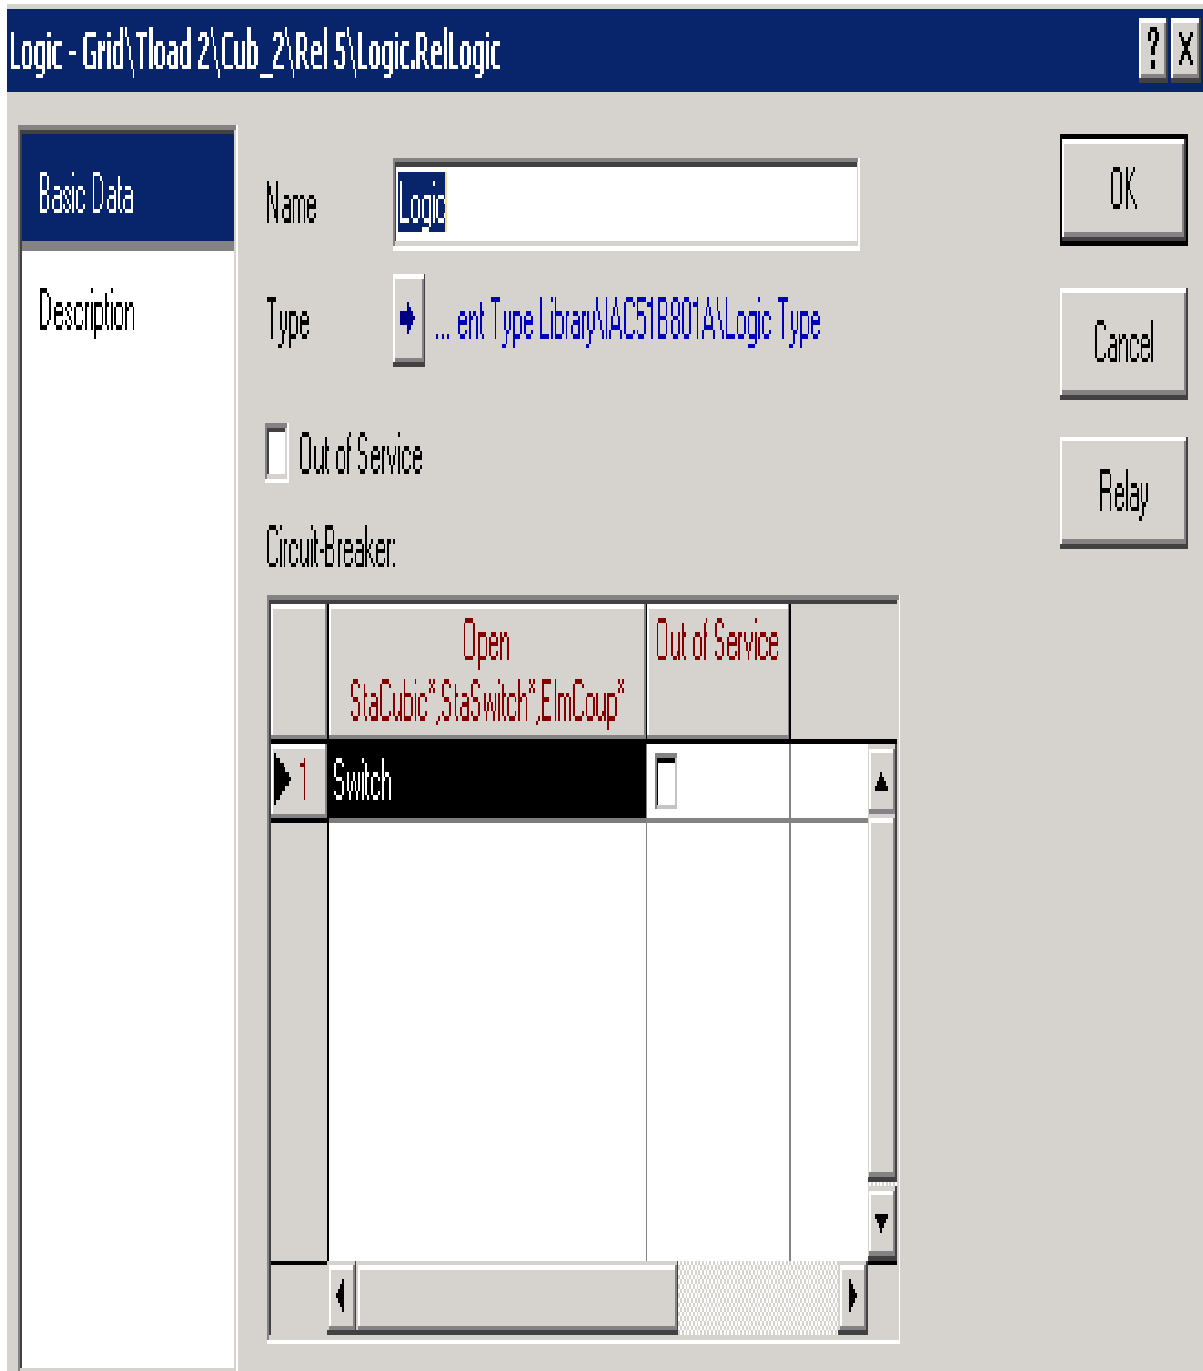 Logic - Grid\Tload 2\Cub_2\Rel 5\Logic.RelLogic ? X
Basic Data
Description
Name Logic
Type ... ent Type Library\IAC51B801A\Logic Type
Out of Service
Circuit-Breaker:
Open Out of Service
StaCubic*,StaSwitch*,ElmCoup*
1 Switch
OK
Cancel
Relay